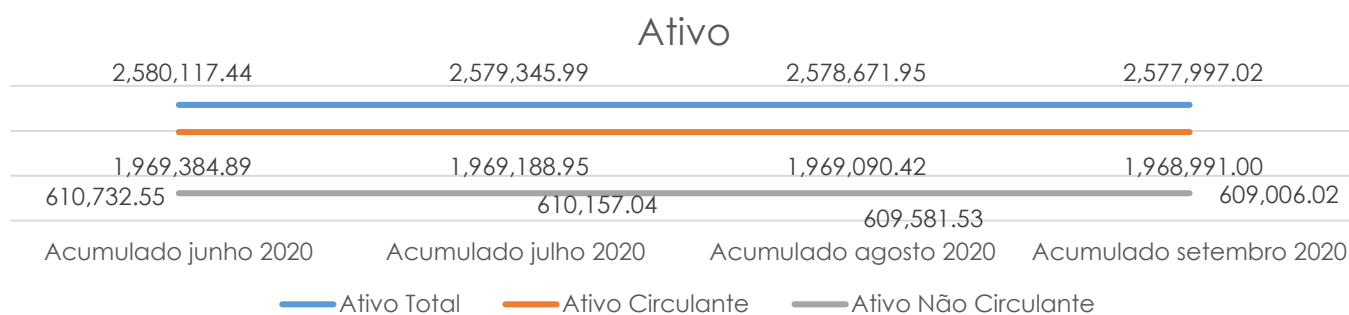 Ativo
2,580,117.44 2,579,345.99 2,578,671.95 2,577,997.02
1,969,384.89 1,969,188.95 1,969,090.42 1,968,991.00
610,732.55 610,157.04 609,581.53 609,006.02
Acumulado junho 2020 Acumulado julho 2020 Acumulado agosto 2020 Acumulado setembro 2020
Ativo Total Ativo Circulante Ativo Não Circulante